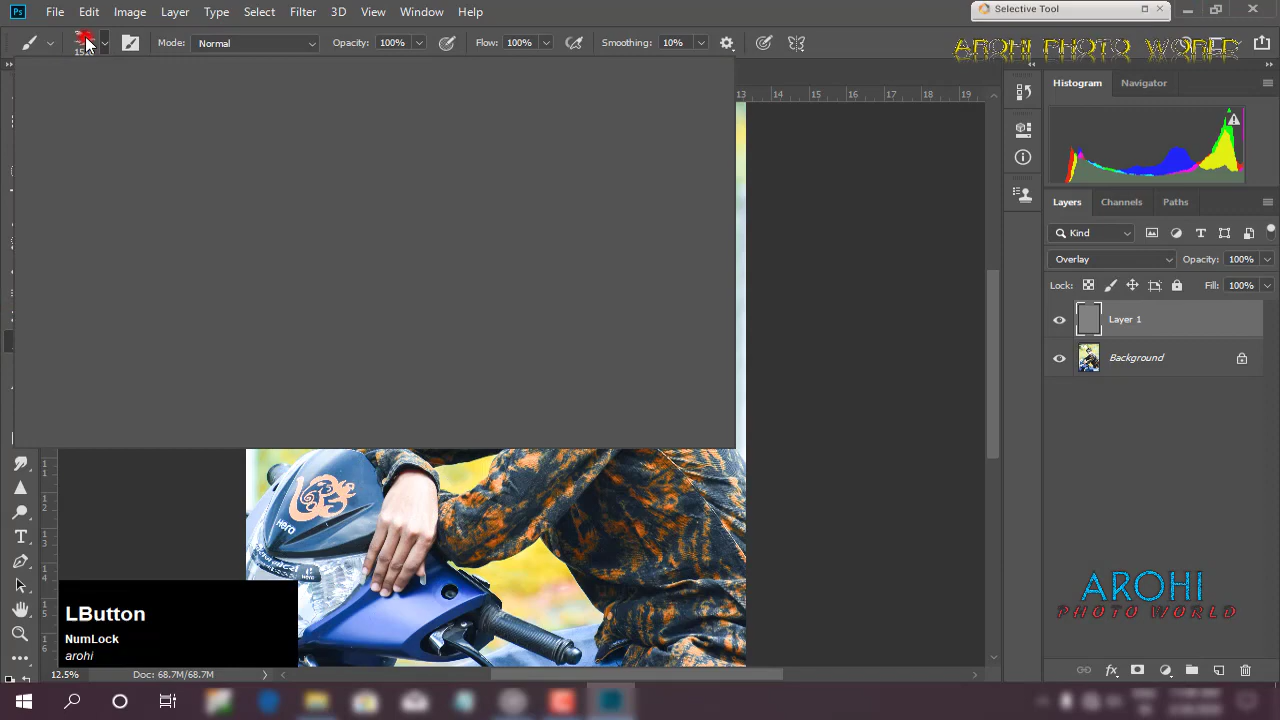 Ps File Edit Image Layer Type Select Filter 3D View Window Help
Selective Tool
Mode: Normal Opacity: 100% Flow: 100% Smoothing: 10%
AROHI PHOTO WORLD
13 14 15 16 17 18 19
Histogram Navigator
Layers Channels Paths
Kind
Overlay Opacity: 100%
Lock: Fill: 100%
Layer 1
Background
Hero
LButton
NumLock
arohi
AROHI
PHOTO WORLD
12.5% Doc: 68.7M/68.7M